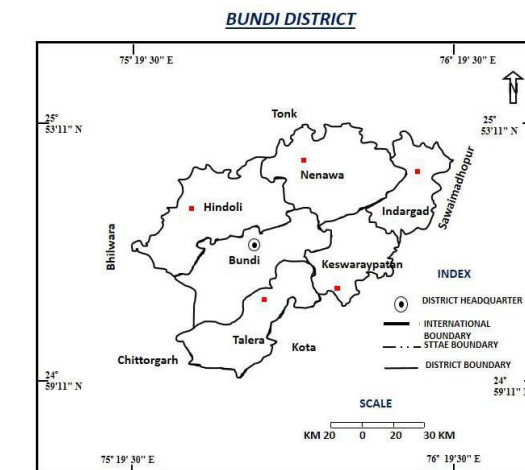 BUNDI DISTRICT
75° 19' 30" E
76° 19' 30" E
N
25°
53'11" N
25°
53'11" N
Tonk
Nenawa
Sawaimadhopur
Indargad
Hindoli
Bhilwara
Bundi
Keswaraypatan
Talera
Kota
Chittorgarh
INDEX
DISTRICT HEADQUARTER
INTERNATIONAL
BOUNDARY
STTAE BOUNDARY
DISTRICT BOUNDARY
24°
59'11" N
24°
59'11" N
SCALE
KM 20 0 20 30 KM
75° 19' 30" E
76° 19'30" E